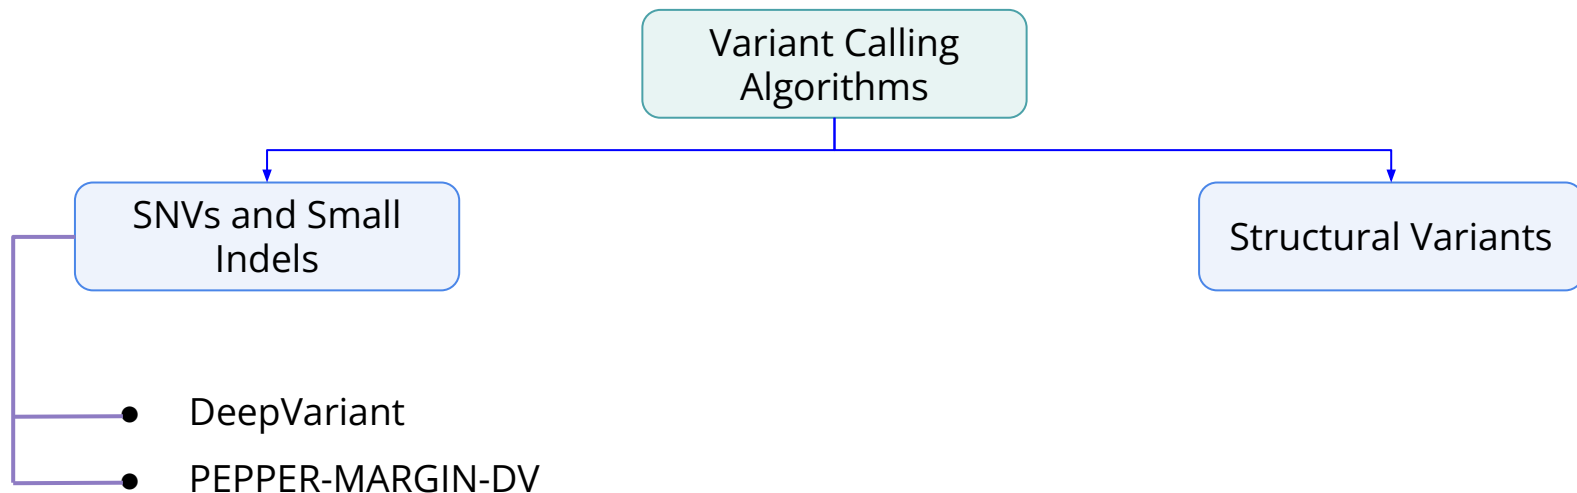 Variant Calling
Algorithms
SNVs and Small
Indels
Structural Variants
DeepVariant
PEPPER-MARGIN-DV